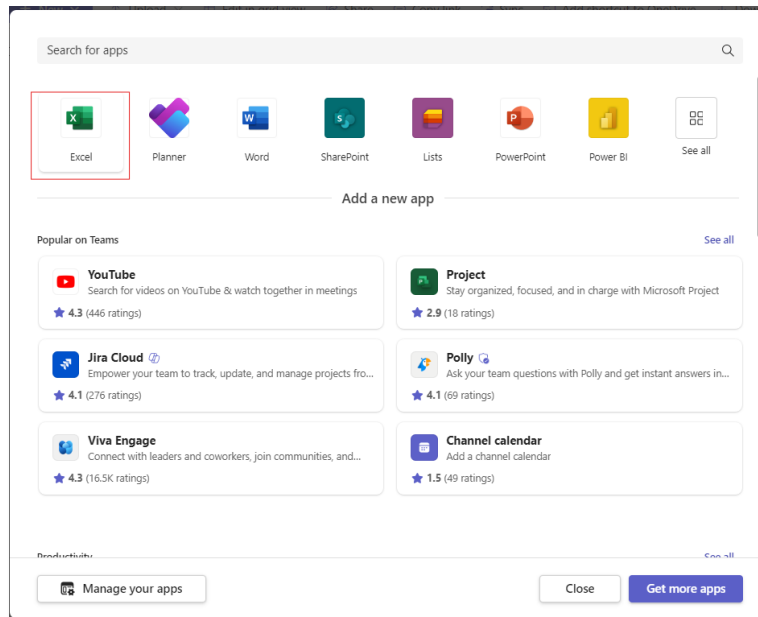 Search for apps
Excel
Planner
Word
SharePoint
Lists
PowerPoint
Power BI
See all
Add a new app
Popular on Teams
See all
YouTube
Search for videos on YouTube & watch together in meetings
4.3 (446 ratings)
Project
Stay organized, focused, and in charge with Microsoft Project
2.9 (18 ratings)
Jira Cloud
Empower your team to track, update, and manage projects fro...
4.1 (276 ratings)
Polly
Ask your team questions with Polly and get instant answers in...
4.1 (69 ratings)
Viva Engage
Connect with leaders and coworkers, join communities, and...
4.3 (16.5K ratings)
Channel calendar
Add a channel calendar
1.5 (49 ratings)
Productivity
See all
Manage your apps
Close
Get more apps